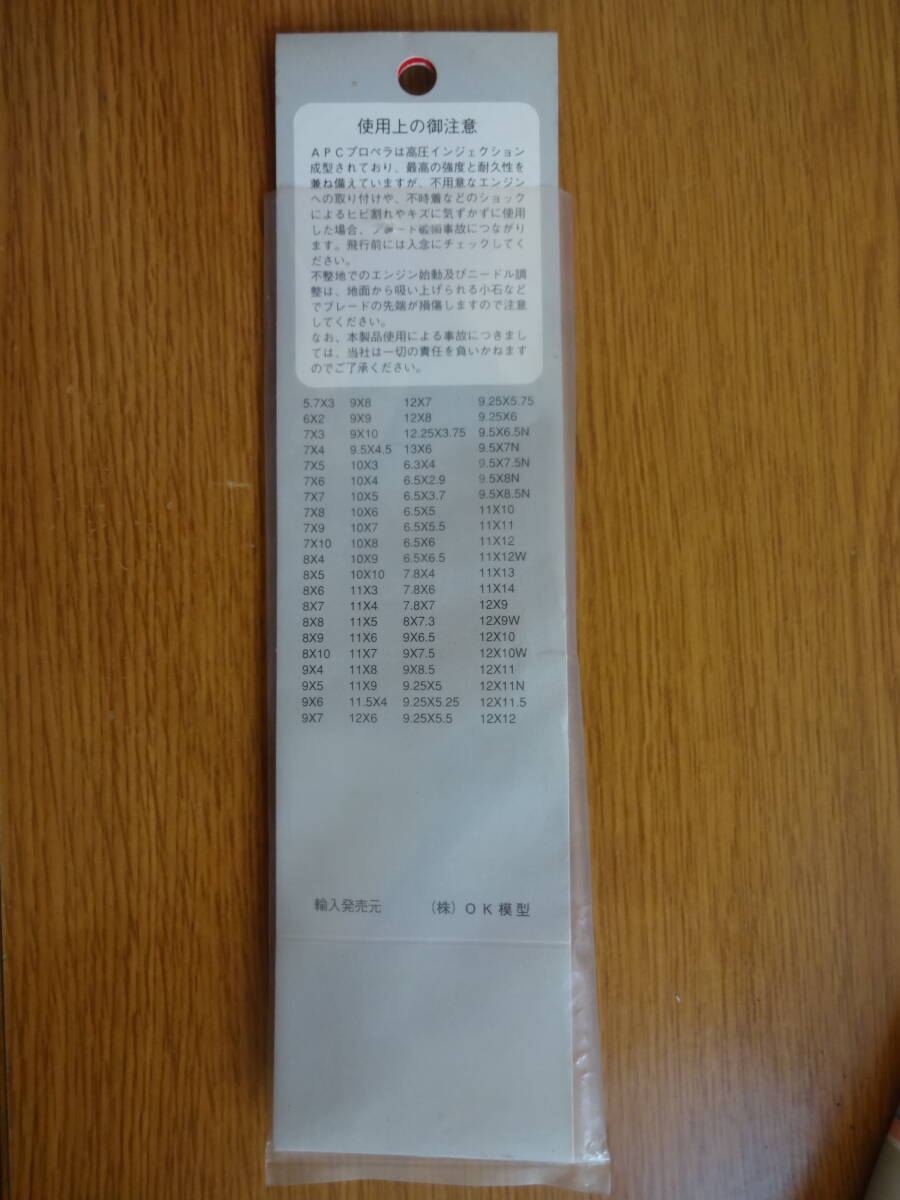 使用上の御注意
APCプロペラは高圧インジェクション
成型されており、最高の強度と耐久性を
兼ね備えていますが、不用意なエンジン
への取り付けや、不時着などのショック
によるヒビ割れやキズに気ずかずに使用
した場合、ブレード破損事故につながり
ます。飛行前には入念にチェックしてく
ださい。
不整地でのエンジン始動及びニードル調
整は、地面から吸い上げられる小石など
でブレードの先端が損傷しますので注意
してください。
なお、本製品使用による事故につきまし
ては、当社は一切の責任を負いかねます
のでご了承ください。
5.7X3 9X8 12X7 9.25X5.75
6X2 9X9 12X8 9.25X6
7X3 9X10 12.25X3.75 9.5X6.5N
7X4 9.5X4.5 13X6 9.5X7N
7X5 10X3 6.3X4 9.5X7.5N
7X6 10X4 6.5X2.9 9.5X8N
7X7 10X5 6.5X3.7 9.5X8.5N
7X8 10X6 6.5X5 11X10
7X9 10X7 6.5X5.5 11X11
7X10 10X8 6.5X6 11X12
8X4 10X9 6.5X6.5 11X12W
8X5 10X10 7.8X4 11X13
8X6 11X3 7.8X6 11X14
8X7 11X4 7.8X7 12X9
8X8 11X5 8X7.3 12X9W
8X9 11X6 9X6.5 12X10
8X10 11X7 9X7.5 12X10W
9X4 11X8 9X8.5 12X11
9X5 11X9 9.25X5 12X11N
9X6 11.5X4 9.25X5.25 12X11.5
9X7 12X6 9.25X5.5 12X12
輸入発売元 (株)OK模型